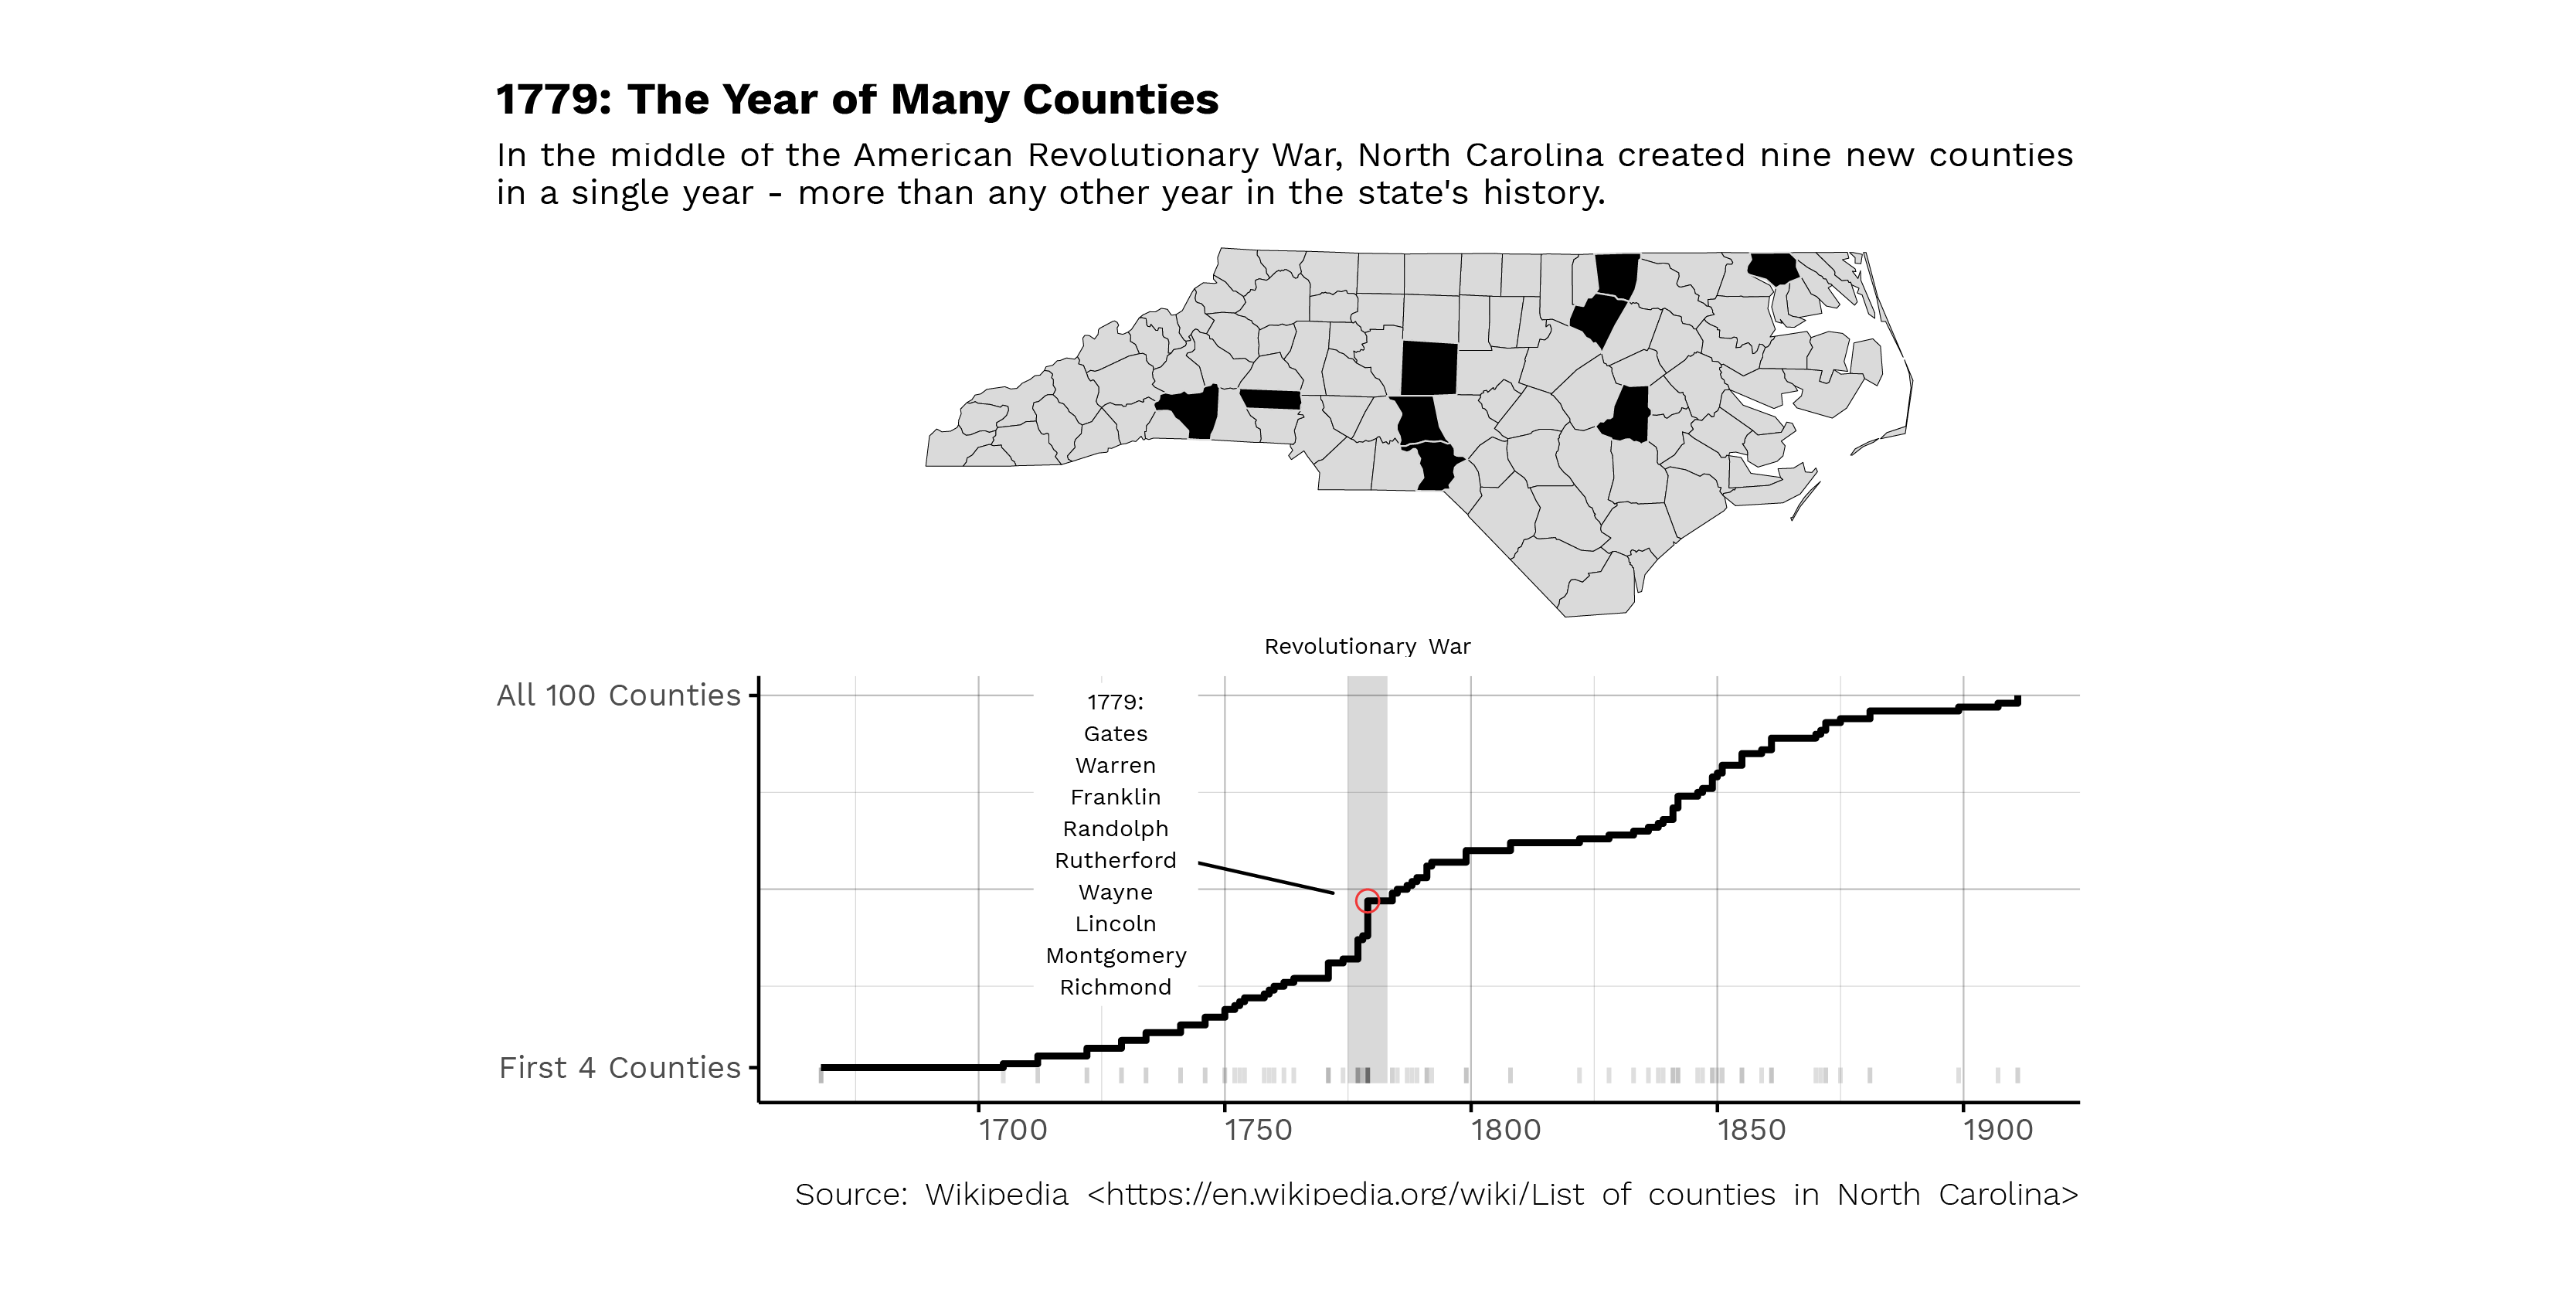 1779: The Year of Many Counties
In the middle of the American Revolutionary War, North Carolina created nine new counties
in a single year - more than any other year in the state's history.
Revolutionary War
All 100 Counties
First 4 Counties
1779:
Gates
Warren
Franklin
Randolph
Rutherford
Wayne
Lincoln
Montgomery
Richmond
1700 1750 1800 1850 1900
Source: Wikipedia <https://en.wikipedia.org/wiki/List of counties in North Carolina>